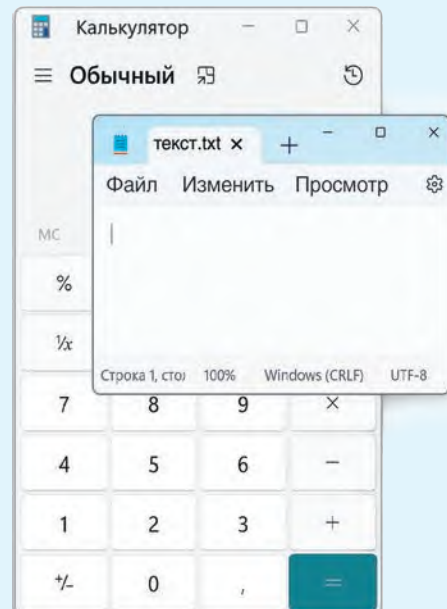 Калькулятор
Обычный
текст.txt
Файл Изменить Просмотр
MC
%
¹/x
Строка 1, сто. 100% Windows (CRLF) UTF-8
7 8 9 ×
4 5 6 −
1 2 3 +
+/− 0 , =